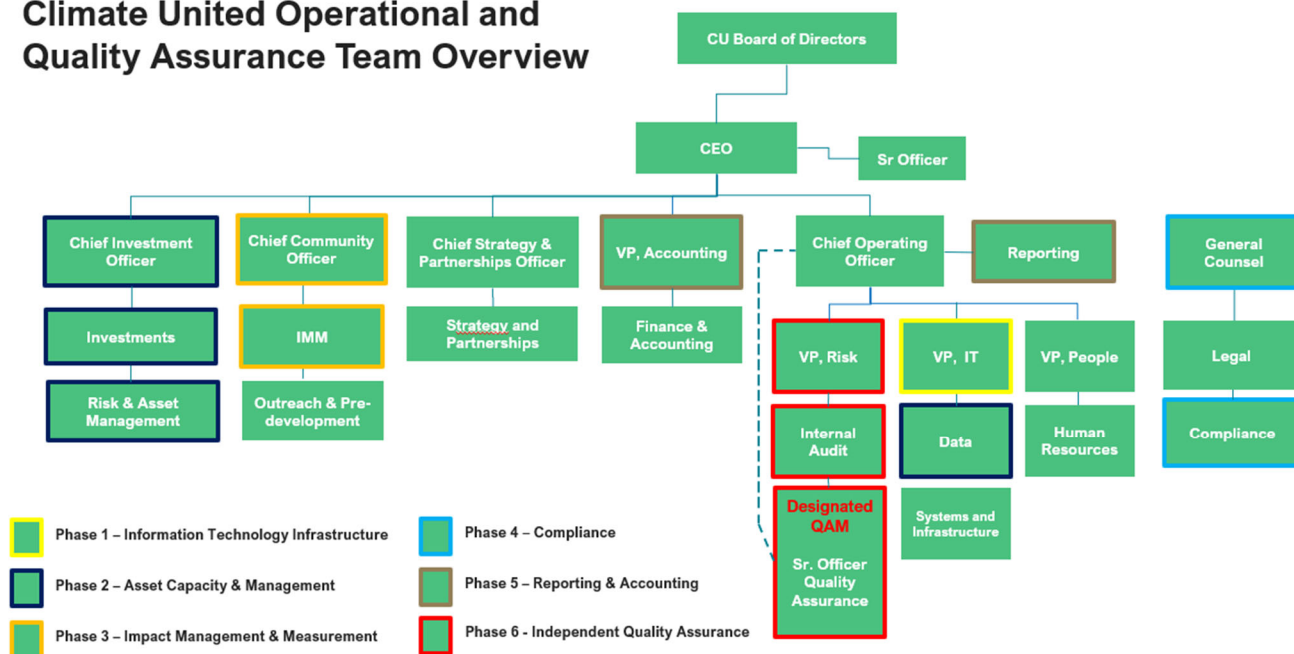 Climate United Operational and
Quality Assurance Team Overview
CU Board of Directors
CEO
Sr Officer
Chief Investment
Officer
Chief Community
Officer
Chief Strategy &
Partnerships Officer
VP, Accounting
Chief Operating
Officer
Reporting
General
Counsel
Investments
IMM
Strategy and
Partnerships
Finance &
Accounting
VP, Risk
VP, IT
VP, People
Legal
Risk & Asset
Management
Outreach & Pre-
development
Internal
Audit
Data
Human
Resources
Compliance
Designated
QAM
Sr. Officer
Quality
Assurance
Systems and
Infrastructure
Phase 1 – Information Technology Infrastructure
Phase 2 – Asset Capacity & Management
Phase 3 – Impact Management & Measurement
Phase 4 – Compliance
Phase 5 – Reporting & Accounting
Phase 6 - Independent Quality Assurance